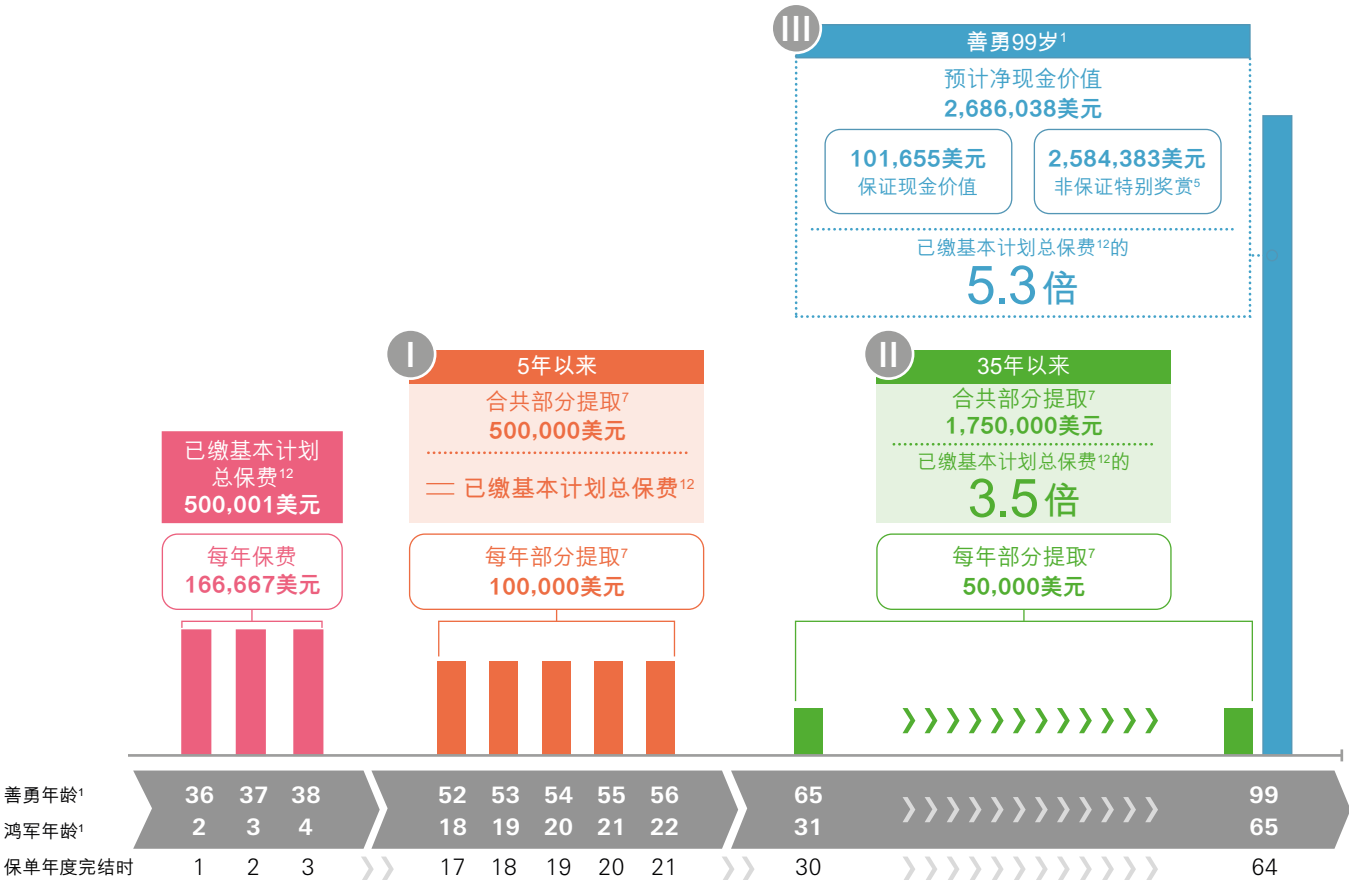 III
善勇99岁1
预计净现金价值
2,686,038美元
101,655美元
保证现金价值
2,584,383美元
非保证特别奖赏5
已缴基本计划总保费12的
5.3倍
I
5年以来
合共部分提取7
500,000美元
= 已缴基本计划总保费12
II
35年以来
合共部分提取7
1,750,000美元
已缴基本计划总保费12的
3.5倍
已缴基本计划
总保费12
500,001美元
每年保费
166,667美元
每年部分提取7
100,000美元
每年部分提取7
50,000美元
善勇年龄1 36 37 38 52 53 54 55 56 65 99
鸿军年龄1 2 3 4 18 19 20 21 22 31 65
保单年度完结时 1 2 3 17 18 19 20 21 30 64